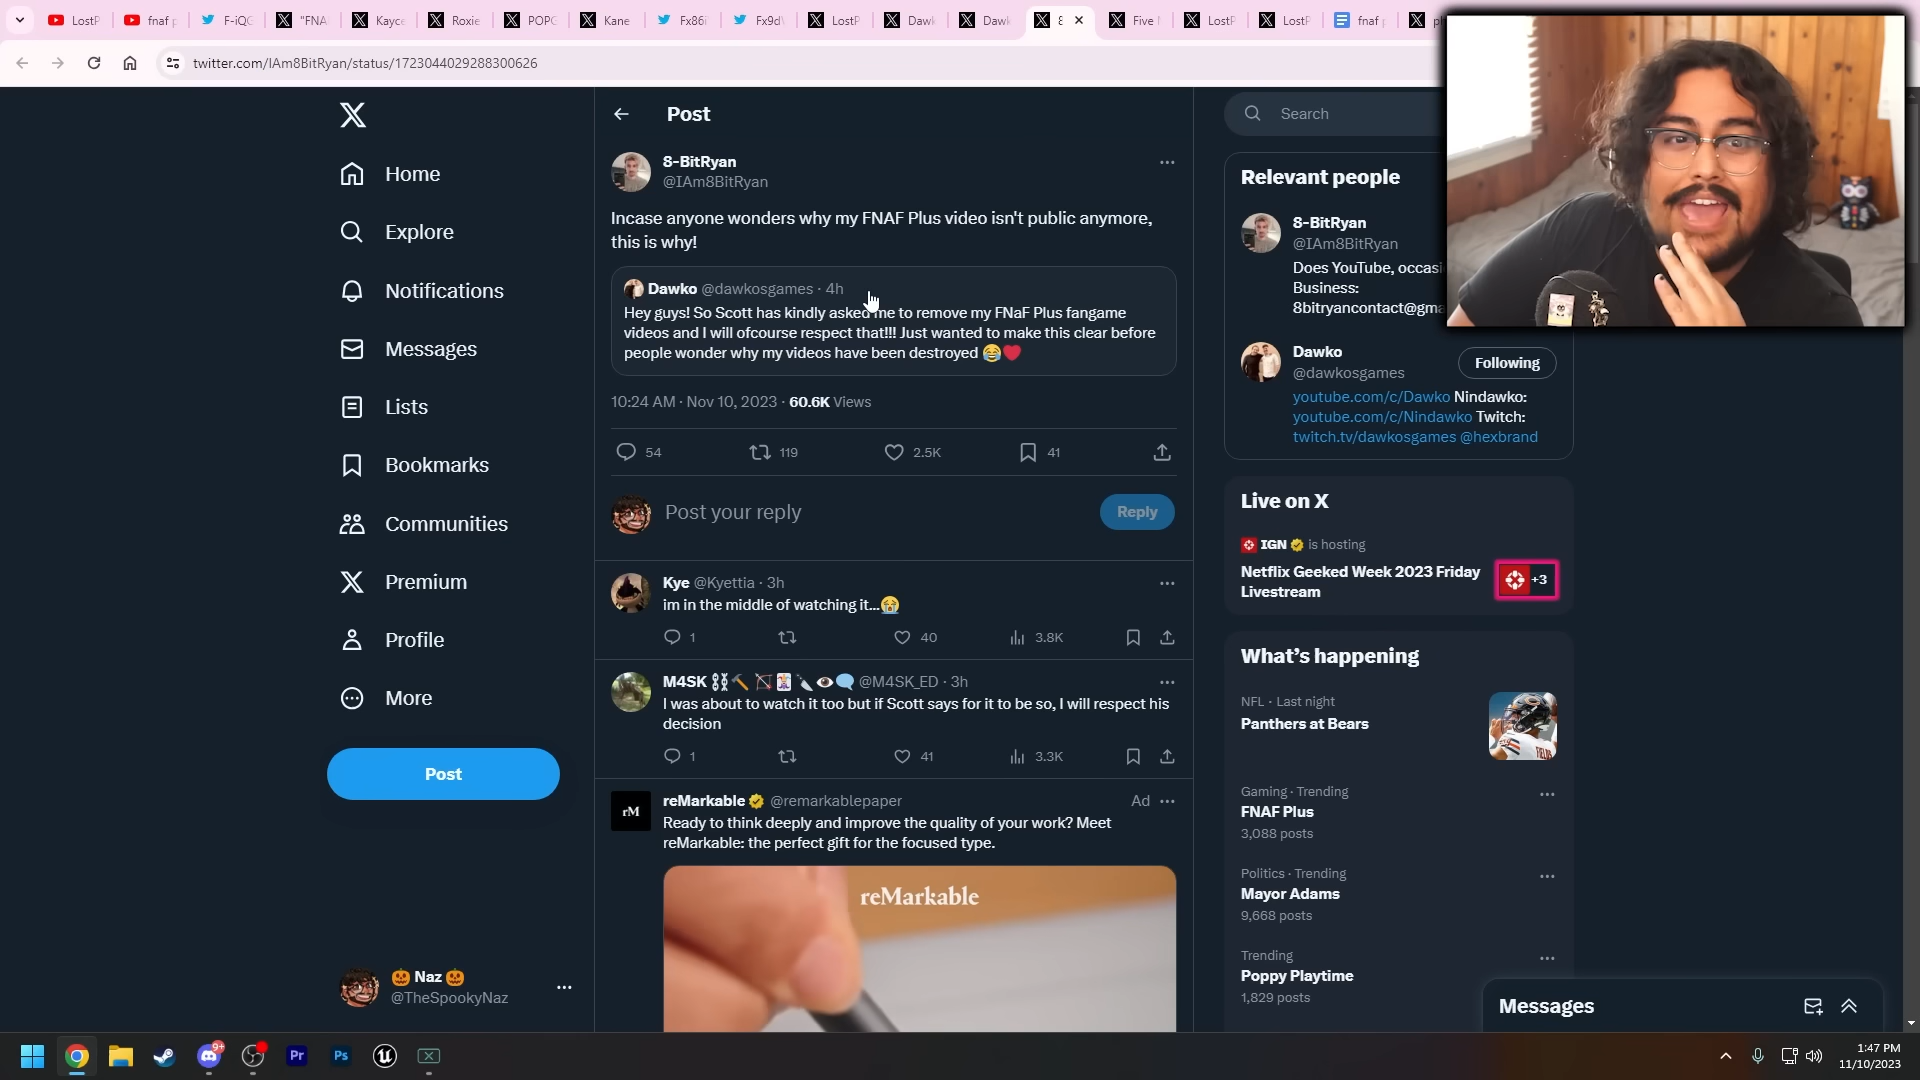 LostP
fnaf p
F-iQG
"FNA
Kayce
Roxie
POPG
Kane
Fx86i
Fx9d
LostP
Dawk
Dawk
8
Five
LostP
LostP
fnaf p
twitter.com/IAm8BitRyan/status/1723044029288300626
Home
Explore
Notifications
Messages
Lists
Bookmarks
Communities
Premium
Profile
More
Post
🎃 Naz 🎃
@TheSpookyNaz
Post
8-BitRyan
@IAm8BitRyan
Incase anyone wonders why my FNAF Plus video isn't public anymore,
this is why!
Dawko @dawkosgames · 4h
Hey guys! So Scott has kindly asked me to remove my FNaF Plus fangame
videos and I will ofcourse respect that!!! Just wanted to make this clear before
people wonder why my videos have been destroyed 😂❤️
10:24 AM · Nov 10, 2023 · 60.6K Views
54 119 2.5K 41
Post your reply
Reply
Kye @Kyettia · 3h
im in the middle of watching it...😭
1 40 3.8K
M4SK ⛓️🔨🏹🃏🔪👁️🗨️ @M4SK_ED · 3h
I was about to watch it too but if Scott says for it to be so, I will respect his
decision
1 41 3.3K
rM
reMarkable @remarkablepaper Ad
Ready to think deeply and improve the quality of your work? Meet
reMarkable: the perfect gift for the focused type.
reMarkable
Search
Relevant people
8-BitRyan
@IAm8BitRyan
Does YouTube, occasi
Business:
8bitryancontact@gma
Dawko
@dawkosgames
Following
youtube.com/c/Dawko Nindawko:
youtube.com/c/Nindawko Twitch:
twitch.tv/dawkosgames @hexbrand
Live on X
IGN is hosting
Netflix Geeked Week 2023 Friday
Livestream
+3
What's happening
NFL · Last night
Panthers at Bears
Gaming · Trending
FNAF Plus
3,088 posts
Politics · Trending
Mayor Adams
9,668 posts
Trending
Poppy Playtime
1,829 posts
Messages
9+
Pr
Ps
1:47 PM
11/10/2023